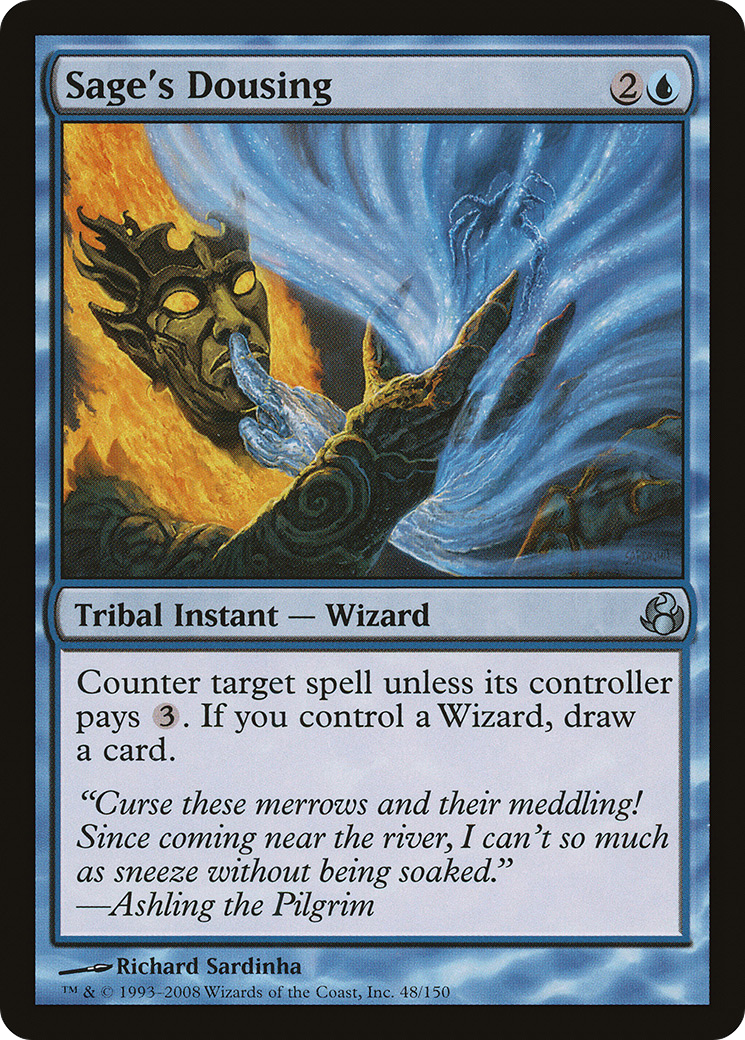 Sage's Dousing 2
Tribal Instant — Wizard
Counter target spell unless its controller
pays 3. If you control a Wizard, draw
a card.
“Curse these merrows and their meddling!
Since coming near the river, I can’t so much
as sneeze without being soaked.”
—Ashling the Pilgrim
Richard Sardinha
™ & © 1993–2008 Wizards of the Coast, Inc. 48/150